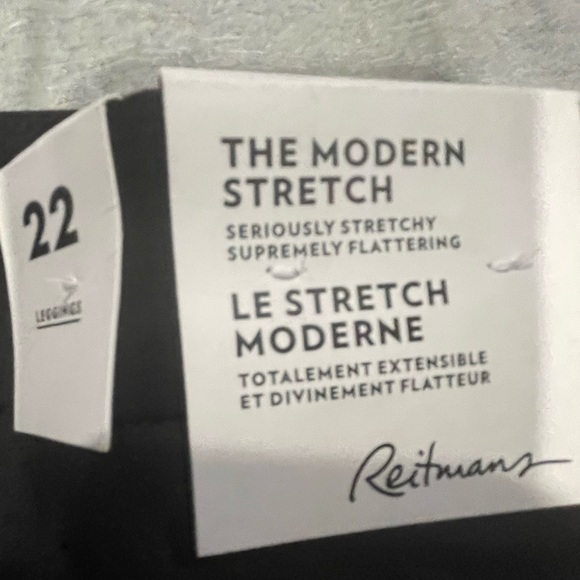 22
LEGGINGS
THE MODERN
STRETCH
SERIOUSLY STRETCHY
SUPREMELY FLATTERING
LE STRETCH
MODERNE
TOTALEMENT EXTENSIBLE
ET DIVINEMENT FLATTEUR
Reitmans